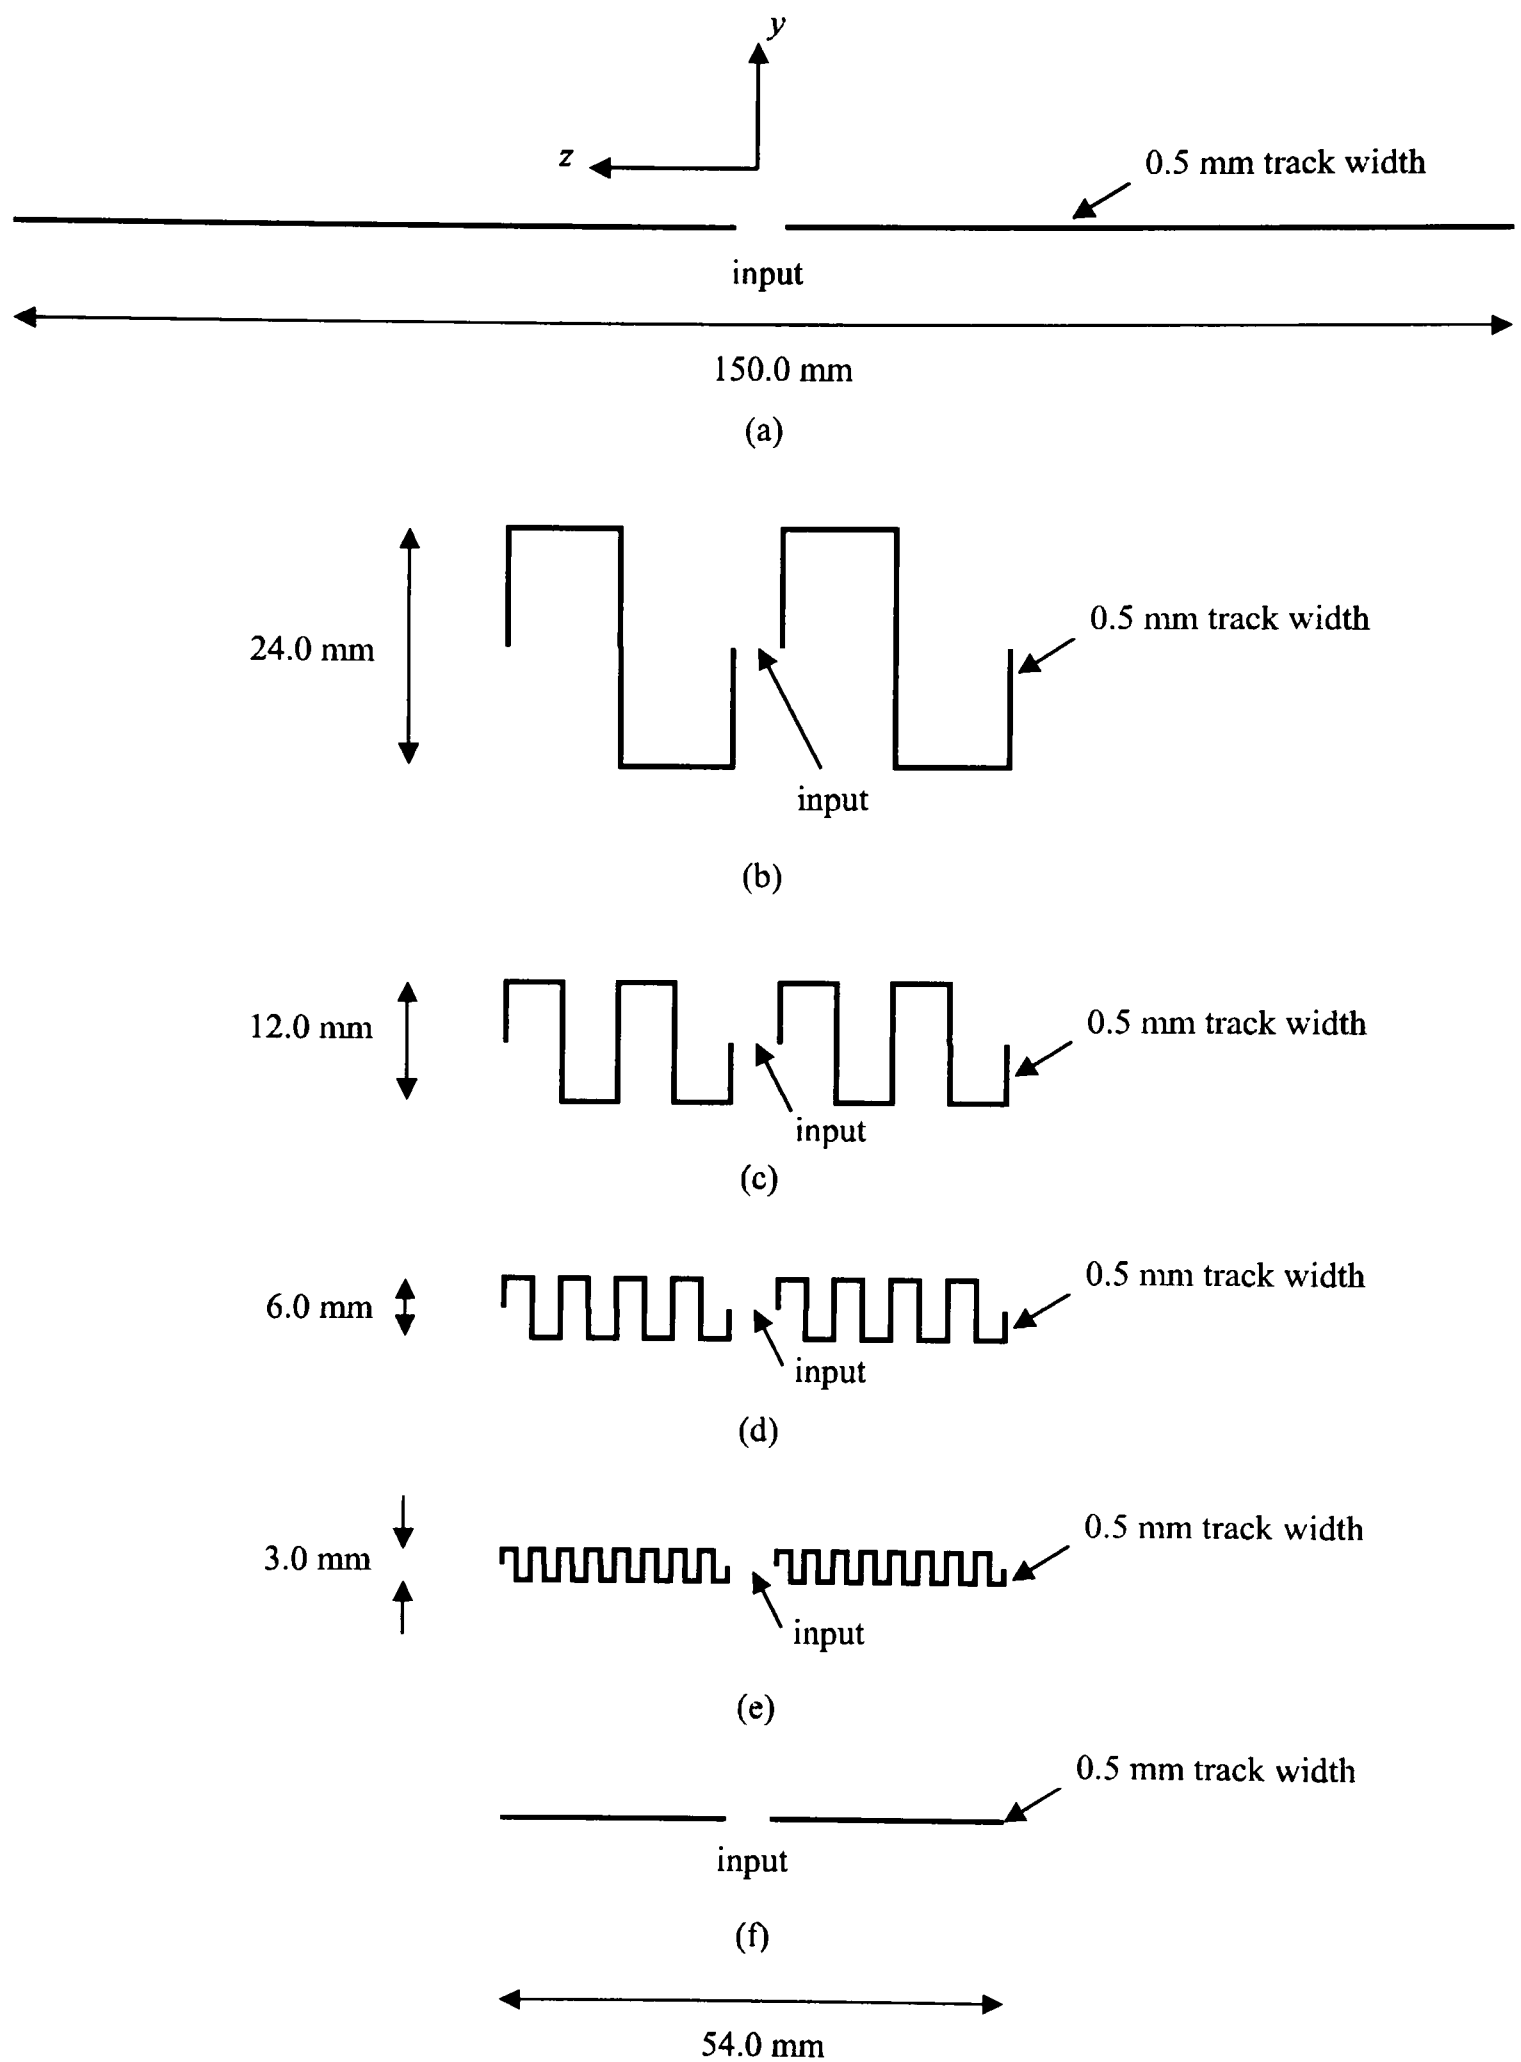 y
z
0.5 mm track width
input
150.0 mm
(a)
24.0 mm
0.5 mm track width
input
(b)
12.0 mm
0.5 mm track width
input
(c)
6.0 mm
0.5 mm track width
input
(d)
3.0 mm
0.5 mm track width
input
(e)
0.5 mm track width
input
(f)
54.0 mm